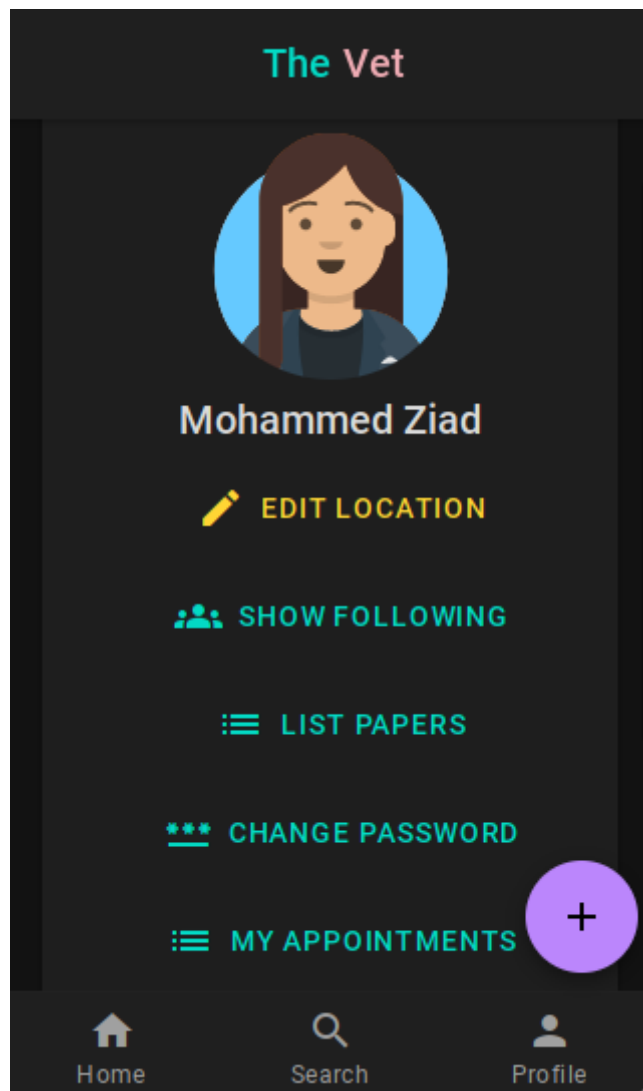 The Vet
Mohammed Ziad
EDIT LOCATION
SHOW FOLLOWING
LIST PAPERS
CHANGE PASSWORD
MY APPOINTMENTS
Home Search Profile